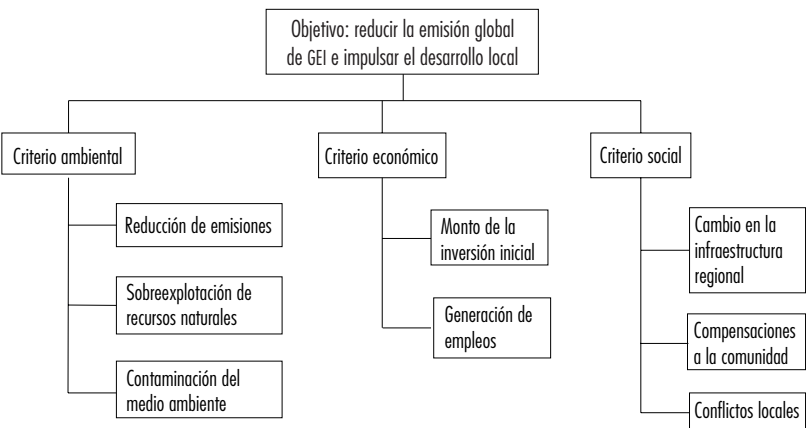 Objetivo: reducir la emisión global
de GEI e impulsar el desarrollo local
Criterio ambiental
Reducción de emisiones
Sobreexplotación de
recursos naturales
Contaminación del
medio ambiente
Criterio económico
Monto de la
inversión inicial
Generación de
empleos
Criterio social
Cambio en la
infraestructura
regional
Compensaciones
a la comunidad
Conflictos locales